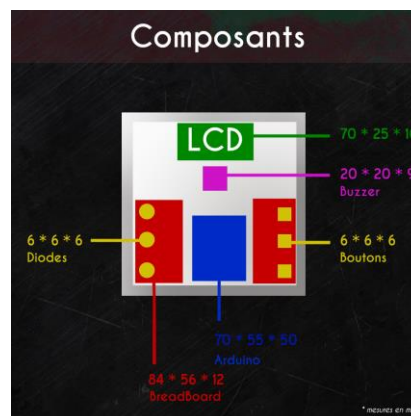 Composants
LCD
70 * 25 * 1
20 * 20 * 9
Buzzer
6 * 6 * 6
Diodes
6 * 6 * 6
Boutons
70 * 55 * 50
Arduino
84 * 56 * 12
BreadBoard
* mesures en m